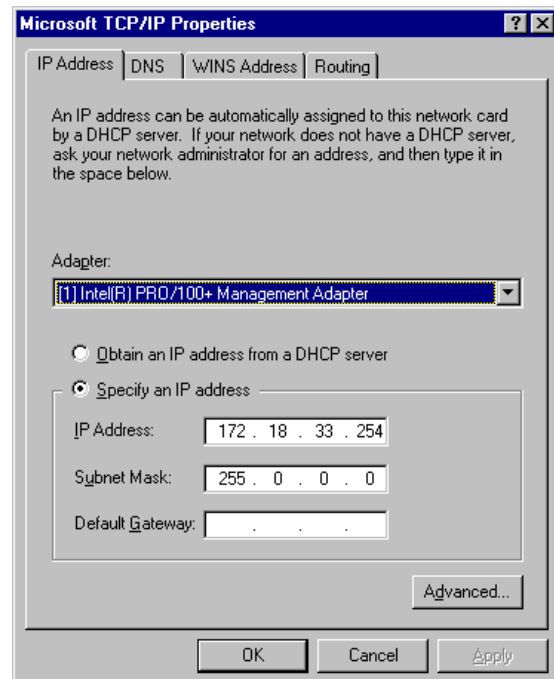 Microsoft TCP/IP Properties
? X
IP Address DNS WINS Address Routing
An IP address can be automatically assigned to this network card
by a DHCP server. If your network does not have a DHCP server,
ask your network administrator for an address, and then type it in
the space below.
Adapter:
[1] Intel(R) PRO/100+ Management Adapter
Obtain an IP address from a DHCP server
Specify an IP address
IP Address: 172 . 18 . 33 . 254
Subnet Mask: 255 . 0 . 0 . 0
Default Gateway: . . .
Advanced...
OK Cancel Apply